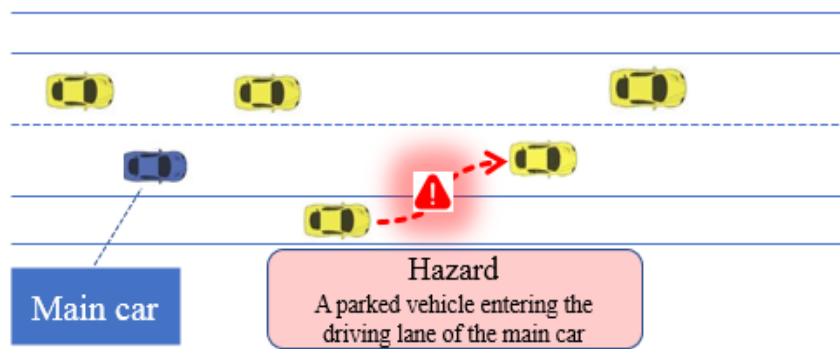 Main car
Hazard
A parked vehicle entering the
driving lane of the main car